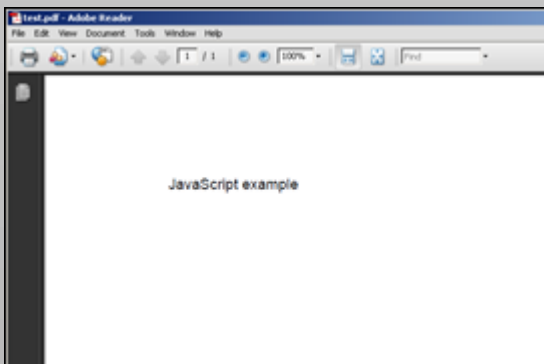 test.pdf - Adobe Reader
File Edit View Document Tools Window Help
1 / 1 100% Find
JavaScript example